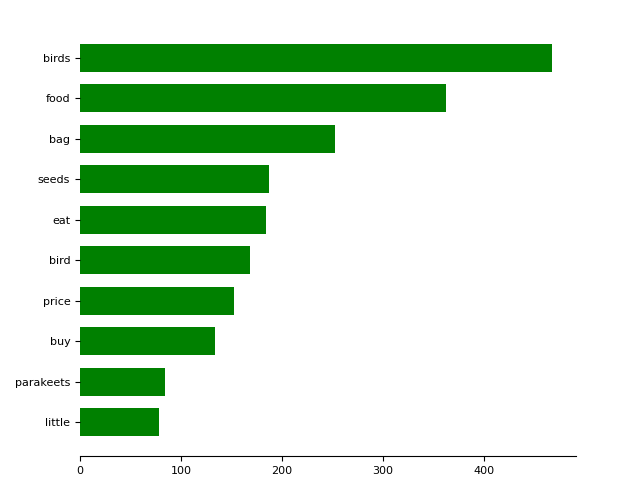 birds
food
bag
seeds
eat
bird
price
buy
parakeets
little
0 100 200 300 400